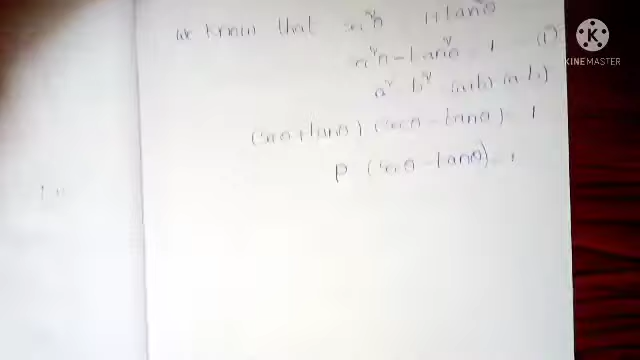 we know that sec²θ 1+tan²θ
sec²θ - tan²θ 1 (1)
a² b² (a+b) (a-b)
(secθ + tanθ) (secθ - tanθ) 1
P (secθ - tanθ) 1
K
KINEMASTER